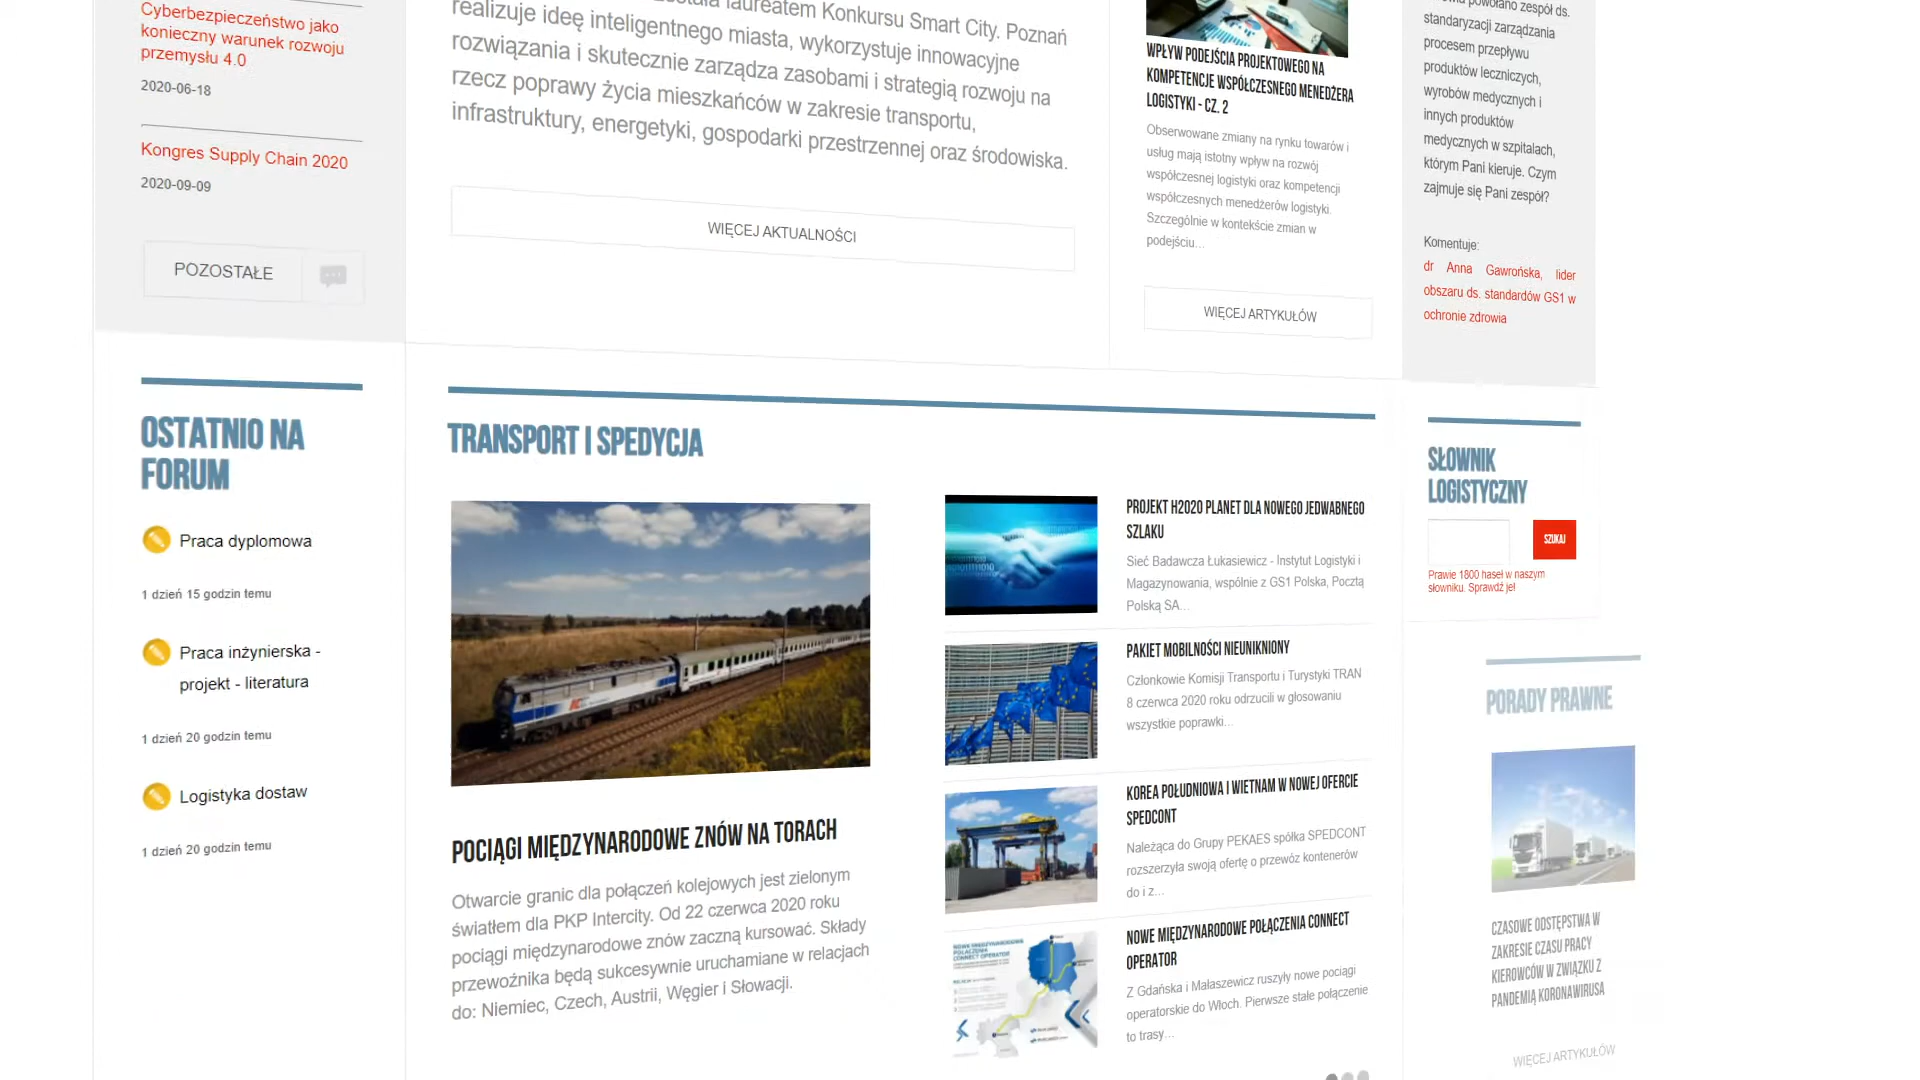 Cyberbezpieczeństwo jako
konieczny warunek rozwoju
przemysłu 4.0
2020-06-18
Kongres Supply Chain 2020
2020-09-09
POZOSTAŁE
laureatem Konkursu Smart City. Poznań
realizuje ideę inteligentnego miasta, wykorzystuje innowacyjne
rozwiązania i skutecznie zarządza zasobami i strategią rozwoju na
rzecz poprawy życia mieszkańców w zakresie transportu,
infrastruktury, energetyki, gospodarki przestrzennej oraz środowiska.
WIĘCEJ AKTUALNOŚCI
WPŁYW PODEJŚCIA PROJEKTOWEGO NA
KOMPETENCJE WSPÓŁCZESNEGO MENEDŻERA
LOGISTYKI - CZ. 2
Obserwowane zmiany na rynku towarów i
usług mają istotny wpływ na rozwój
współczesnej logistyki oraz kompetencji
współczesnych menedżerów logistyki.
Szczególnie w kontekście zmian w
podejściu...
WIĘCEJ ARTYKUŁÓW
powołano zespół ds.
standaryzacji zarządzania
procesem przepływu
produktów leczniczych,
wyrobów medycznych i
innych produktów
medycznych w szpitalach,
którym Pani kieruje. Czym
zajmuje się Pani zespół?
Komentuje:
dr Anna Gawrońska, lider
obszaru ds. standardów GS1 w
ochronie zdrowia
OSTATNIO NA
FORUM
Praca dyplomowa
1 dzień 15 godzin temu
Praca inżynierska -
projekt - literatura
1 dzień 20 godzin temu
Logistyka dostaw
1 dzień 20 godzin temu
TRANSPORT I SPEDYCJA
POCIĄGI MIĘDZYNARODOWE ZNÓW NA TORACH
Otwarcie granic dla połączeń kolejowych jest zielonym
światłem dla PKP Intercity. Od 22 czerwca 2020 roku
pociągi międzynarodowe znów zaczną kursować. Składy
przewoźnika będą sukcesywnie uruchamiane w relacjach
do: Niemiec, Czech, Austrii, Węgier i Słowacji.
PROJEKT H2020 PLANET DLA NOWEGO JEDWABNEGO
SZLAKU
Sieć Badawcza Łukasiewicz - Instytut Logistyki i
Magazynowania, wspólnie z GS1 Polska, Pocztą
Polską SA...
PAKIET MOBILNOŚCI NIEUNIKNIONY
Członkowie Komisji Transportu i Turystyki TRAN
8 czerwca 2020 roku odrzucili w głosowaniu
wszystkie poprawki...
KOREA POŁUDNIOWA I WIETNAM W NOWEJ OFERCIE
SPEDCONT
Należąca do Grupy PEKAES spółka SPEDCONT
rozszerzyła swoją ofertę o przewóz kontenerów
do i z...
NOWE MIĘDZYNARODOWE
POŁĄCZENIA
CONNECT OPERATOR
NOWE MIĘDZYNARODOWE POŁĄCZENIA CONNECT
OPERATOR
Z Gdańska i Małaszewicz ruszyły nowe pociągi
operatorskie do Włoch. Pierwsze stałe połączenie
to trasy...
SŁOWNIK
LOGISTYCZNY
SZUKAJ
Prawie 1800 haseł w naszym
słowniku. Sprawdź je!
PORADY PRAWNE
CZASOWE ODSTĘPSTWA W
ZAKRESIE CZASU PRACY
KIEROWCÓW W ZWIĄZKU Z
PANDEMIĄ KORONAWIRUSA
WIĘCEJ ARTYKUŁÓW